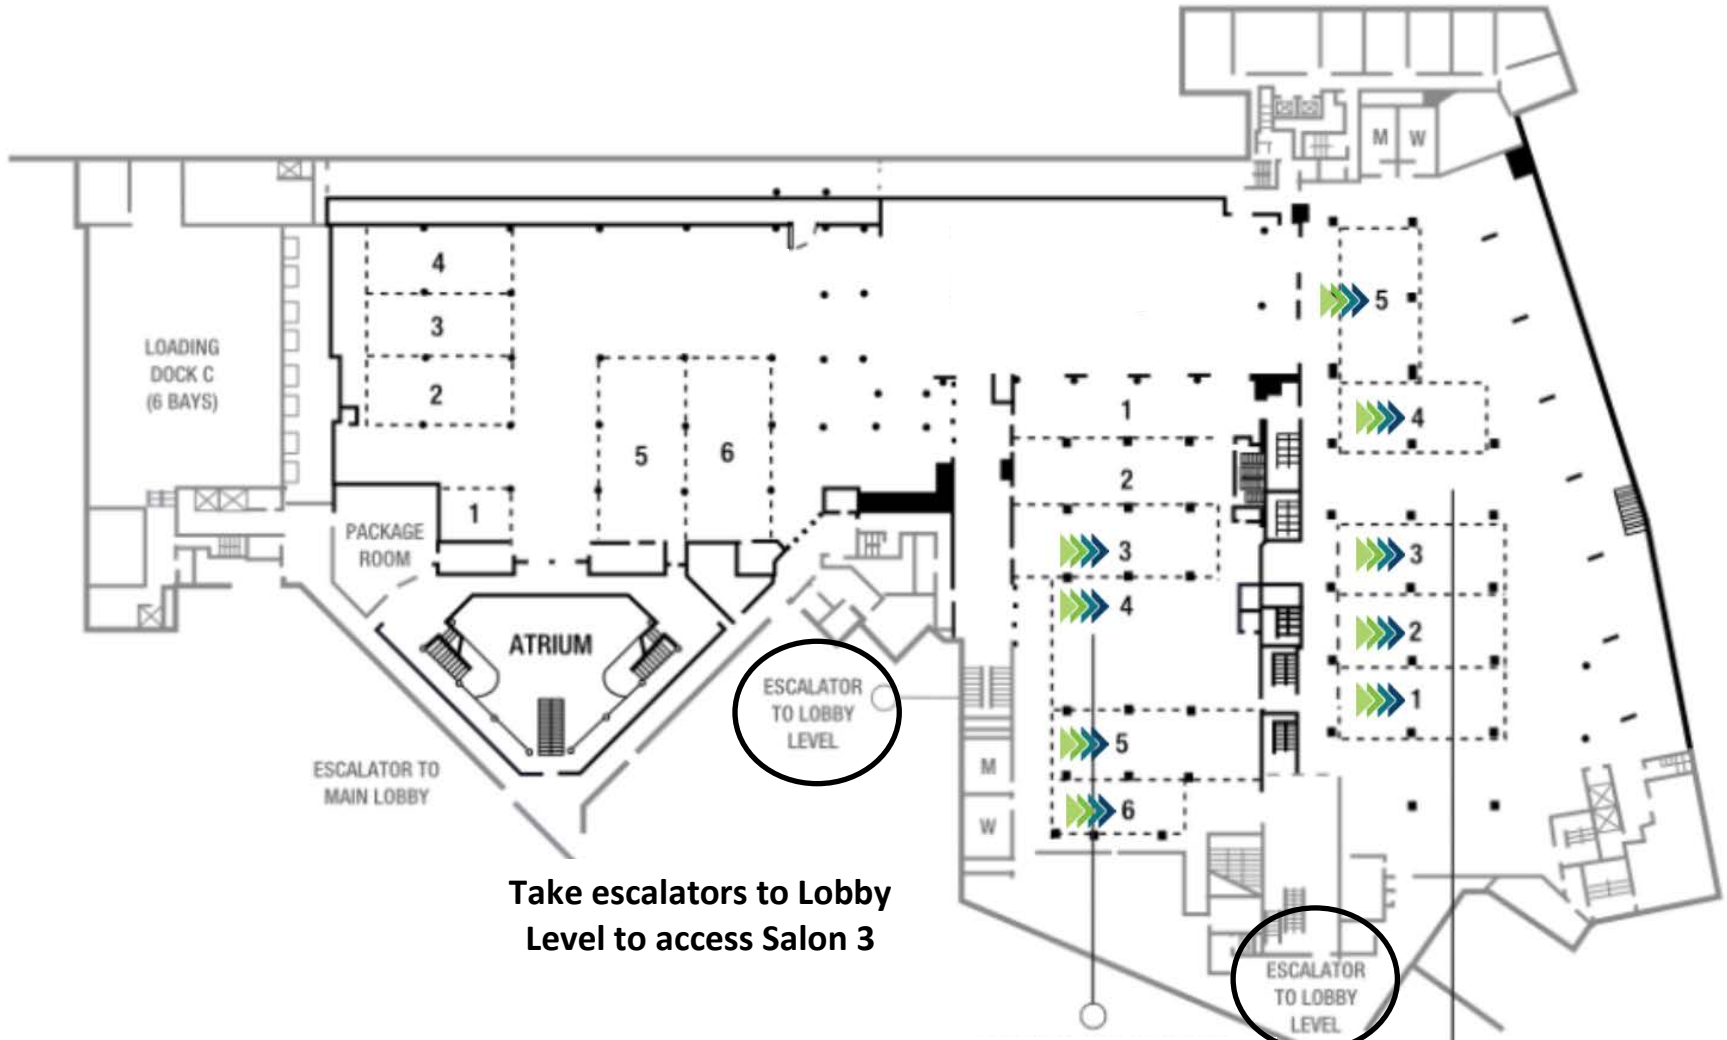 M
W
4
3
2
1
5
6
LOADING
DOCK C
(6 BAYS)
PACKAGE
ROOM
ATRIUM
ESCALATOR
TO LOBBY
LEVEL
ESCALATOR TO
MAIN LOBBY
1
2
3
4
5
6
M
W
5
4
3
2
1
Take escalators to Lobby
Level to access Salon 3
ESCALATOR
TO LOBBY
LEVEL